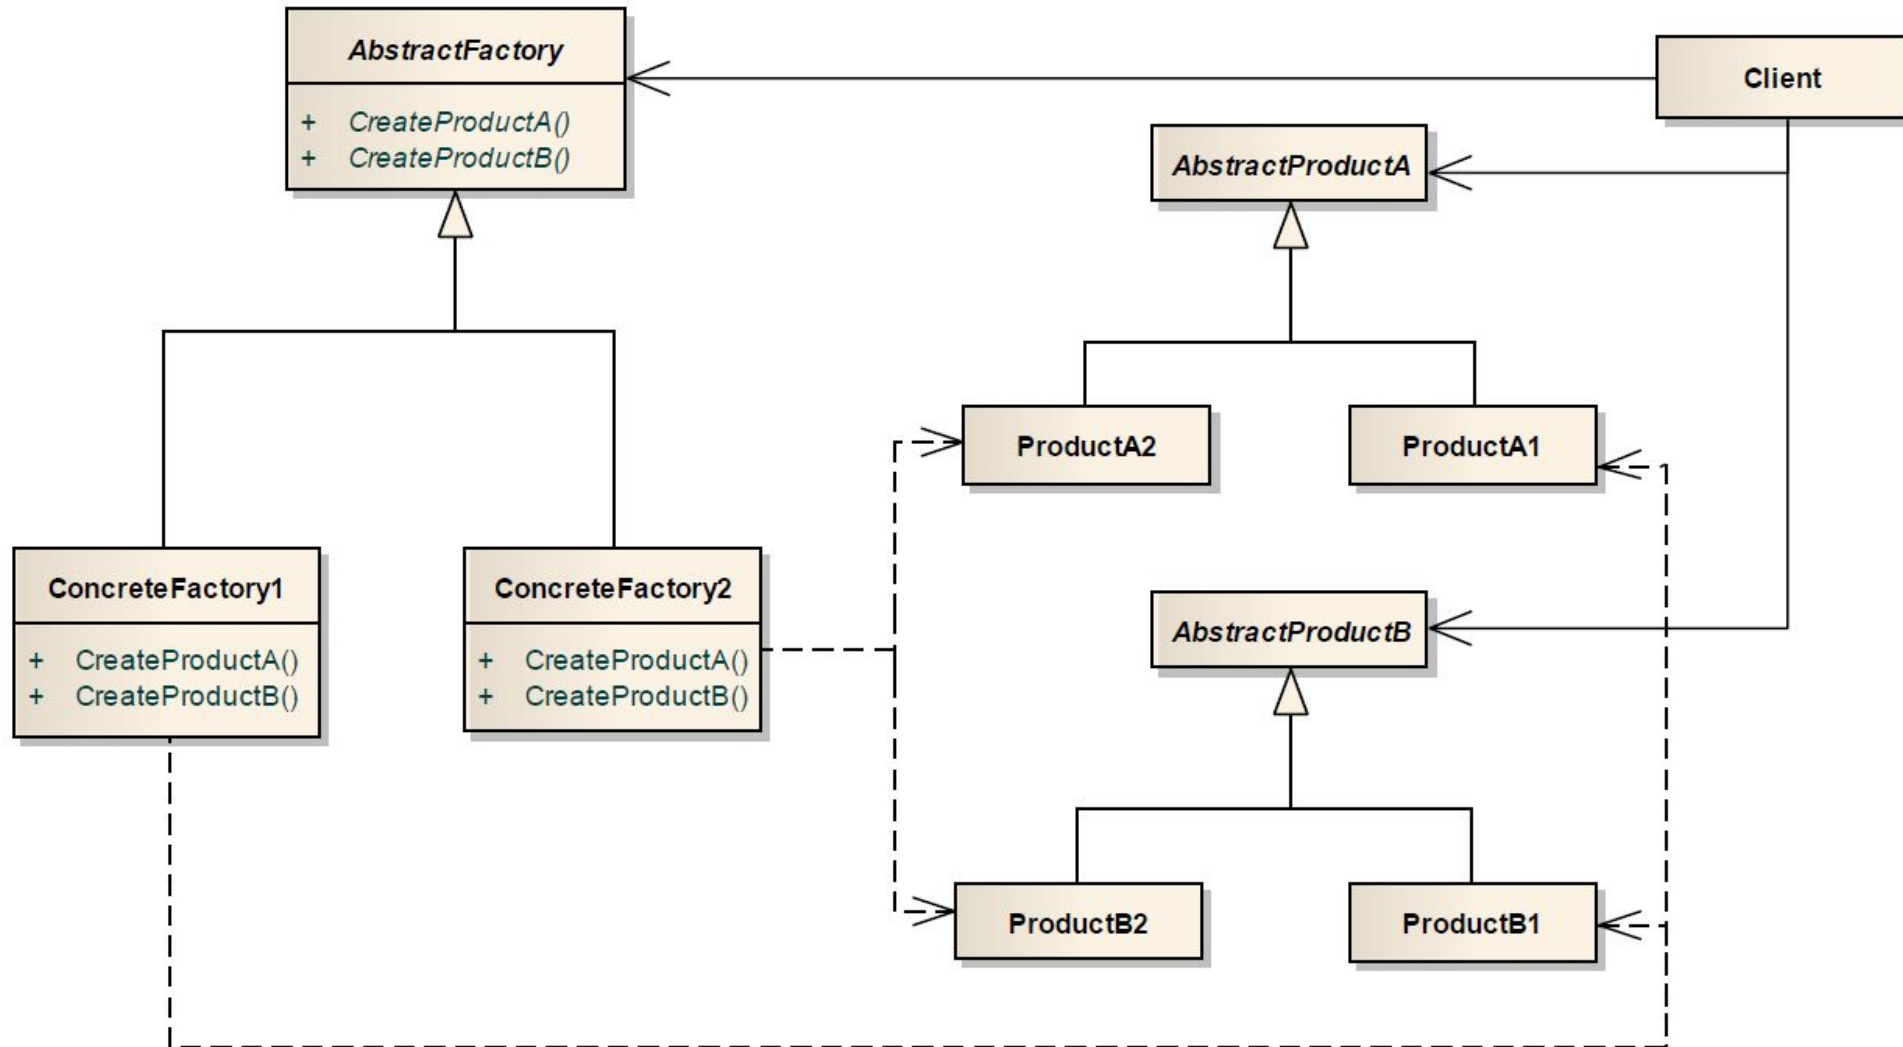 AbstractFactory
+ CreateProductA()
+ CreateProductB()
Client
AbstractProductA
ProductA2
ProductA1
ConcreteFactory1
+ CreateProductA()
+ CreateProductB()
ConcreteFactory2
+ CreateProductA()
+ CreateProductB()
AbstractProductB
ProductB2
ProductB1